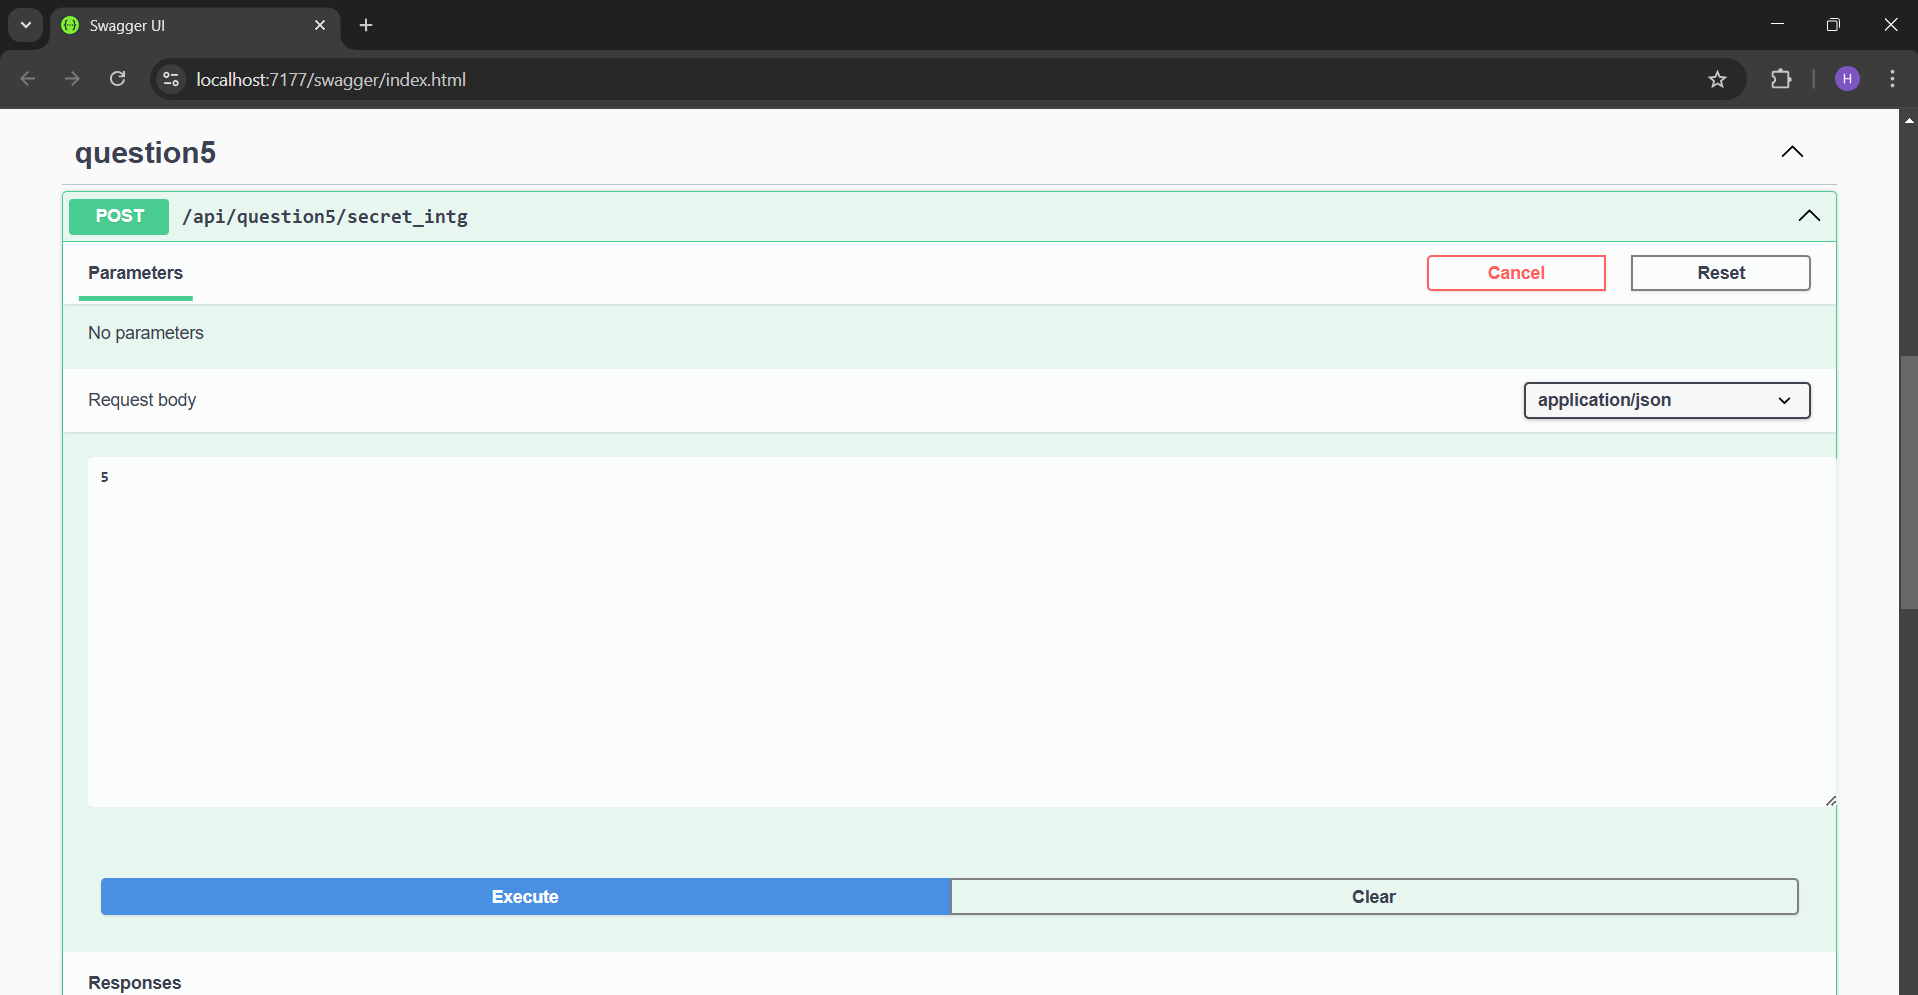 Swagger UI
localhost:7177/swagger/index.html
H
question5
POST /api/question5/secret_intg
Parameters
Cancel
Reset
No parameters
Request body
application/json
5
Execute
Clear
Responses